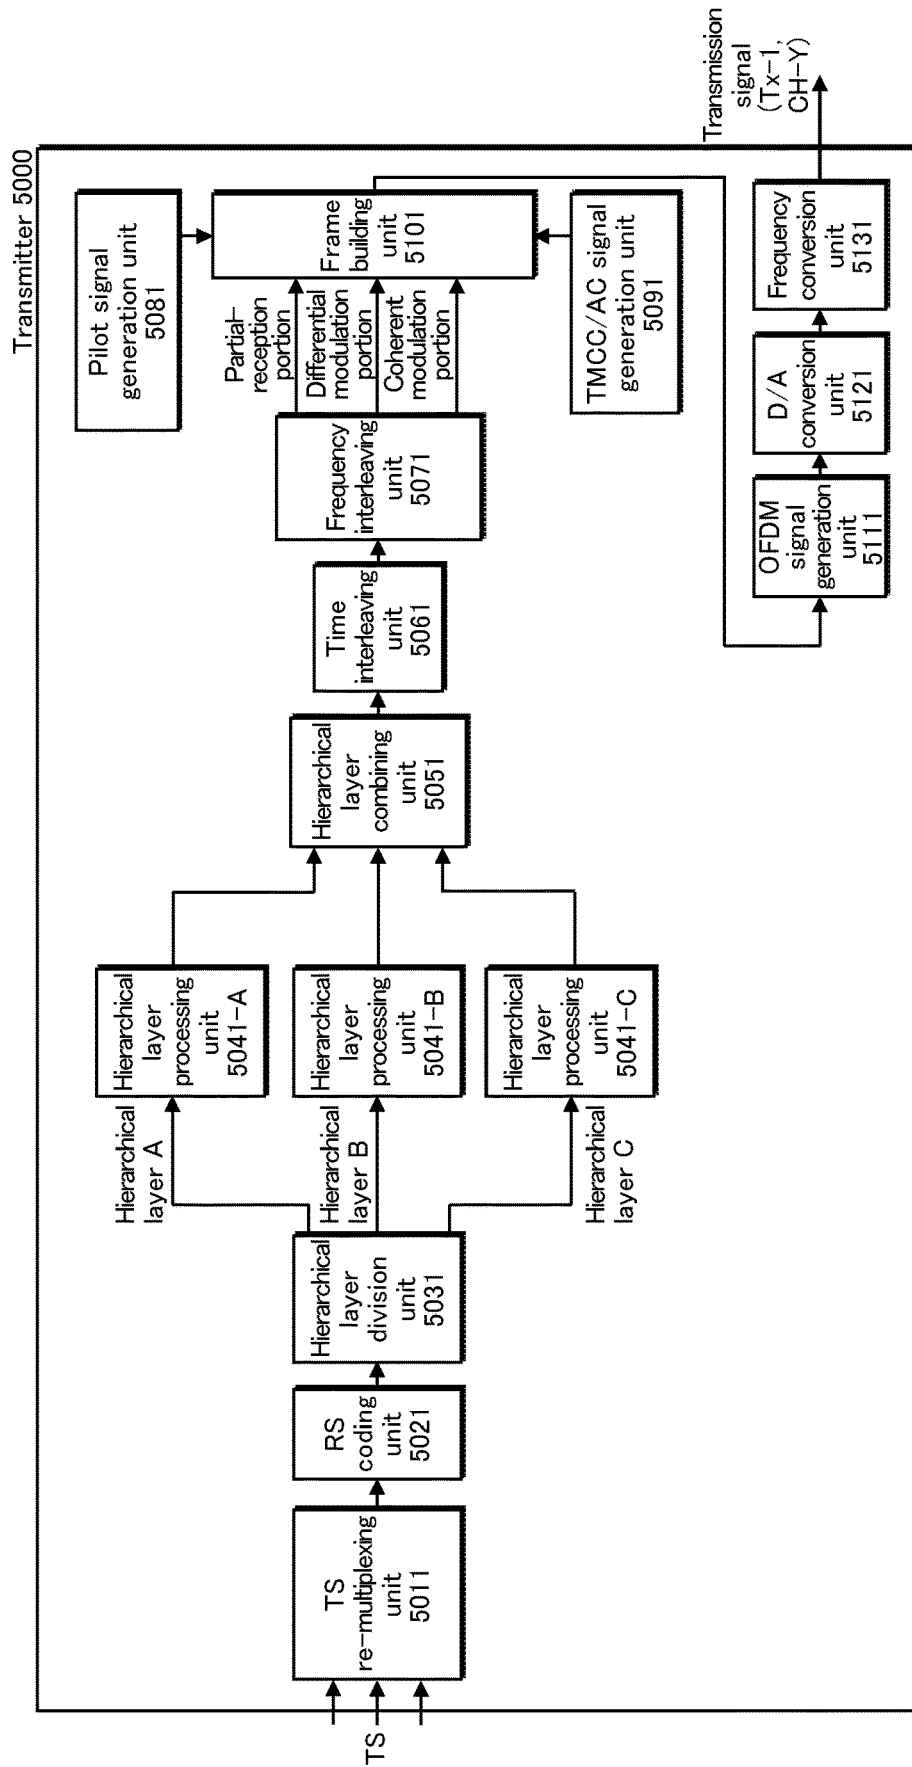 Transmitter 5000
TS
TS
re-multiplexing
unit
5011
RS
coding
unit
5021
Hierarchical
layer
division
unit
5031
Hierarchical
layer A
Hierarchical
layer B
Hierarchical
layer C
Hierarchical
layer
processing
unit
5041-A
Hierarchical
layer
processing
unit
5041-B
Hierarchical
layer
processing
unit
5041-C
Hierarchical
layer
combining
unit
5051
Time
interleaving
unit
5061
Frequency
interleaving
unit
5071
Partial-
reception
portion
Differential
modulation
portion
Coherent
modulation
portion
Pilot signal
generation unit
5081
Frame
building
unit
5101
TMCC/AC signal
generation unit
5091
OFDM
signal
generation
unit
5111
D/A
conversion
unit
5121
Frequency
conversion
unit
5131
Transmission
signal
(Tx-1,
CH-Y)